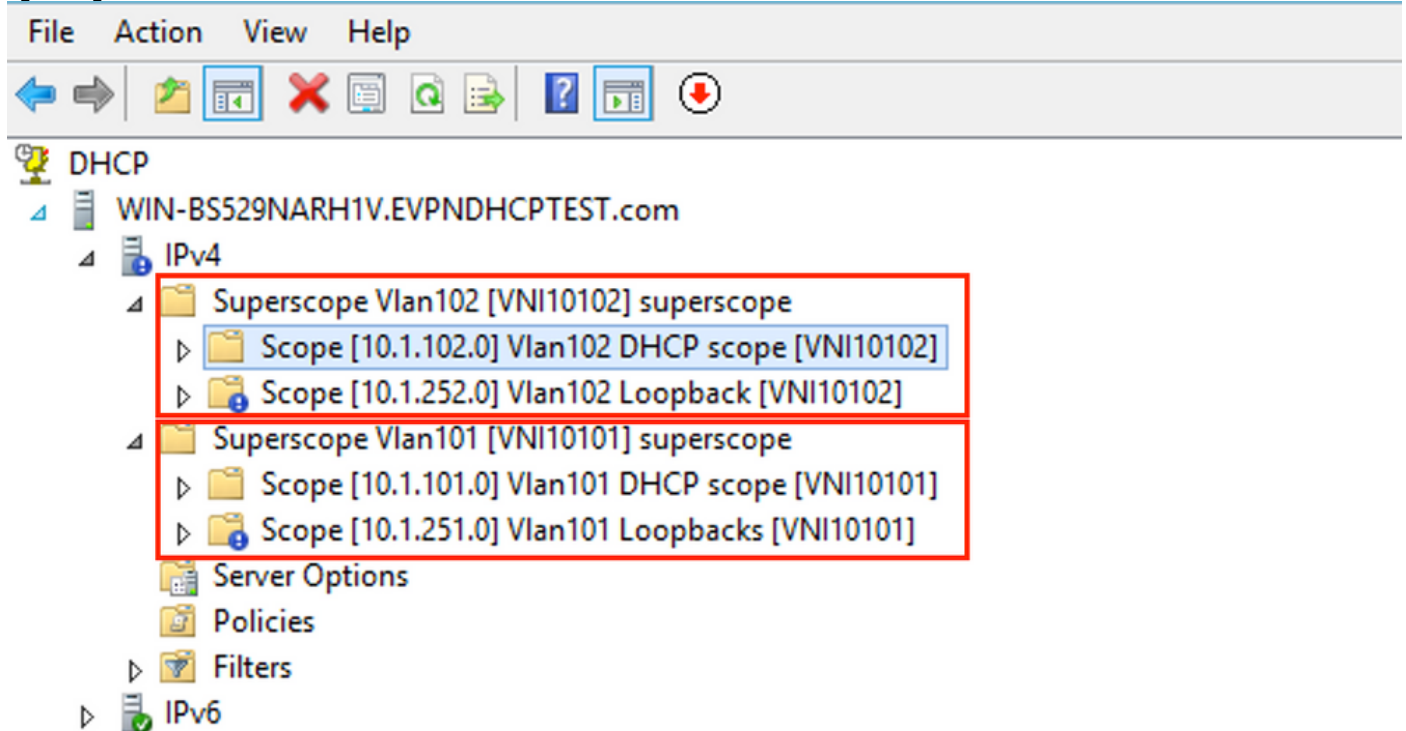 File Action View Help
DHCP
WIN-BS529NARH1V.EVPNDHCPTEST.com
IPv4
Superscope Vlan102 [VNI10102] superscope
Scope [10.1.102.0] Vlan102 DHCP scope [VNI10102]
Scope [10.1.252.0] Vlan102 Loopback [VNI10102]
Superscope Vlan101 [VNI10101] superscope
Scope [10.1.101.0] Vlan101 DHCP scope [VNI10101]
Scope [10.1.251.0] Vlan101 Loopbacks [VNI10101]
Server Options
Policies
Filters
IPv6